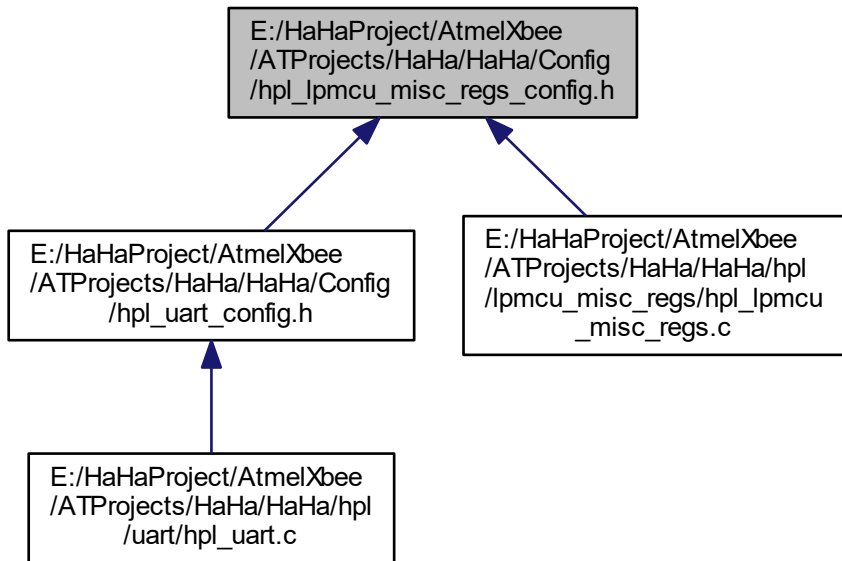 E:/HaHaProject/AtmelXbee
/ATProjects/HaHa/HaHa/Config
/hpl_lpmcu_misc_regs_config.h
E:/HaHaProject/AtmelXbee
/ATProjects/HaHa/HaHa/Config
/hpl_uart_config.h
E:/HaHaProject/AtmelXbee
/ATProjects/HaHa/HaHa/hpl
/lpmcu_misc_regs/hpl_lpmcu
_misc_regs.c
E:/HaHaProject/AtmelXbee
/ATProjects/HaHa/HaHa/hpl
/uart/hpl_uart.c